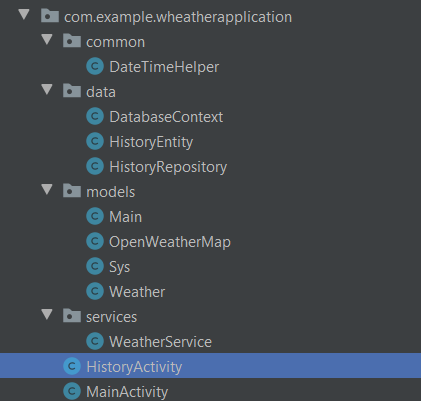 com.example.wheatherapplication
common
C DateTimeHelper
data
C DatabaseContext
C HistoryEntity
C HistoryRepository
models
C Main
C OpenWeatherMap
C Sys
C Weather
services
C WeatherService
C HistoryActivity
C MainActivity